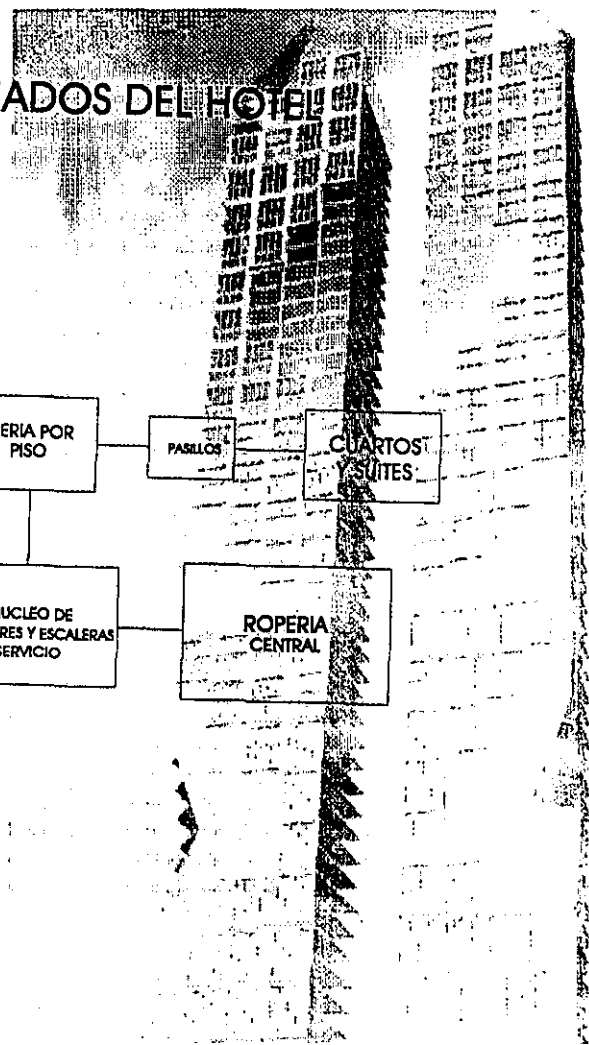 ADOS DEL HOTEL
ERIA POR
PISO
PASILLOS
CUARTOS
Y SUITES
UCLEO DE
RES Y ESCALERAS
SERVICIO
ROPERIA
CENTRAL